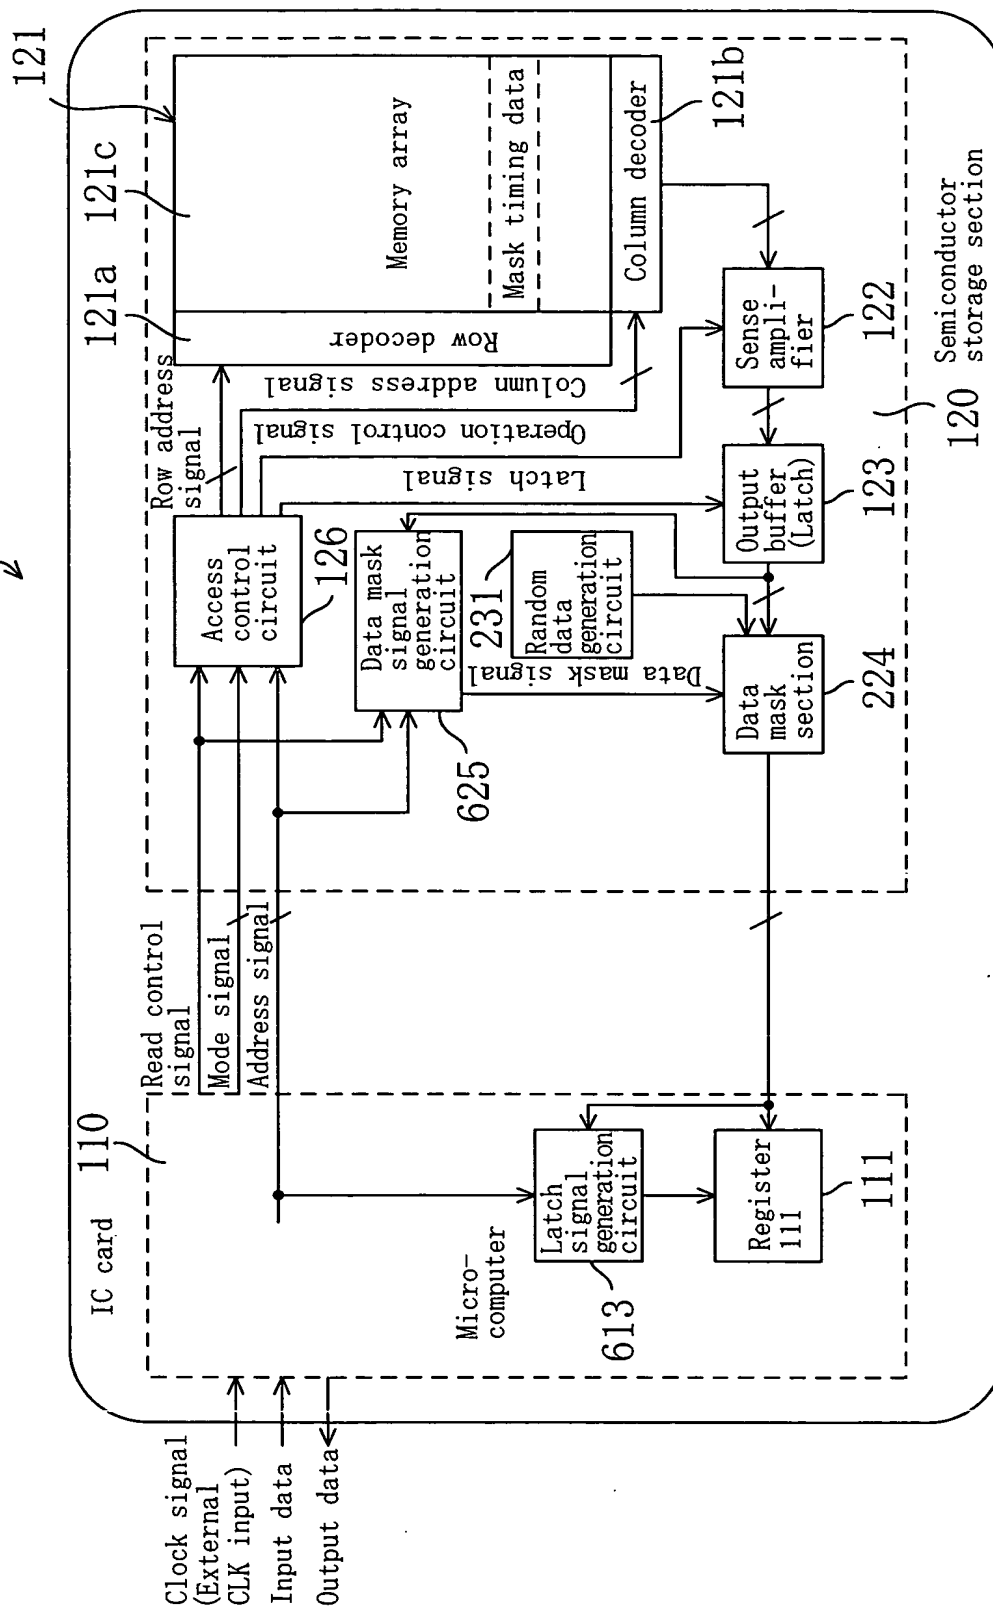 IC card
110
Micro-
computer
Clock signal
(External
CLK input)
Input data
Output data
Read control
signal
Mode signal
Address signal
Latch
signal
generation
circuit
613
Register
111
111
Access
control
circuit
126
Row address
signal
Column address signal
Operation control signal
Latch signal
121
121a
121c
Row decoder
Memory array
Mask timing data
Column decoder
121b
Data mask
signal
generation
circuit
625
231
Random
data
generation
circuit
Data mask signal
Data
mask
section
224
Output
buffer
(Latch)
123
Sense
ampli-
fier
122
120
Semiconductor
storage section